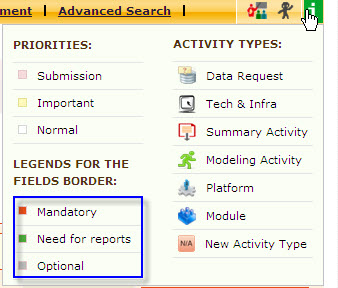 ment | Advanced Search | i
PRIORITIES:
Submission
Important
Normal
LEGENDS FOR THE
FIELDS BORDER:
Mandatory
Need for reports
Optional
ACTIVITY TYPES:
Data Request
Tech & Infra
Summary Activity
Modeling Activity
Platform
Module
N/A New Activity Type